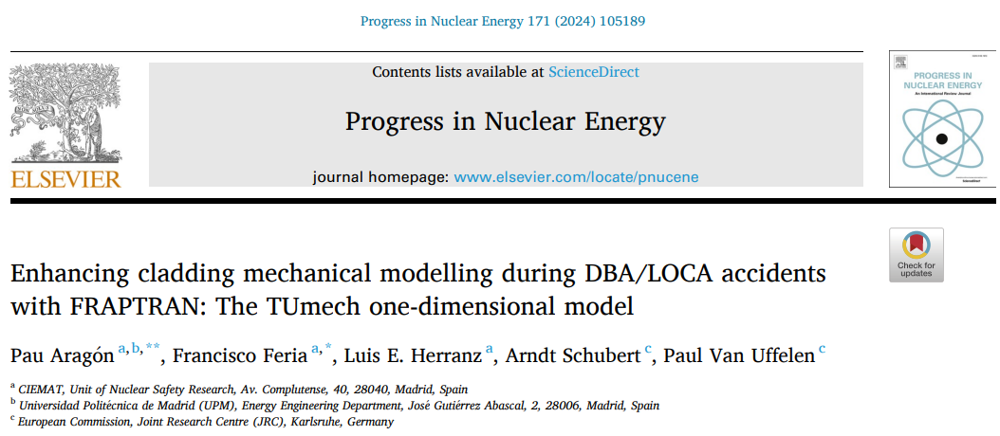 Progress in Nuclear Energy 171 (2024) 105189
Contents lists available at ScienceDirect
Progress in Nuclear Energy
journal homepage: www.elsevier.com/locate/pnucene
ELSEVIER
PROGRESS IN
NUCLEAR ENERGY
An International Review Journal
Check for
updates
Enhancing cladding mechanical modelling during DBA/LOCA accidents
with FRAPTRAN: The TUmech one-dimensional model
Pau Aragón a,b,**, Francisco Feria a,*, Luis E. Herranz a, Arndt Schubert c, Paul Van Uffelen c
a CIEMAT, Unit of Nuclear Safety Research, Av. Complutense, 40, 28040, Madrid, Spain
b Universidad Politécnica de Madrid (UPM), Energy Engineering Department, José Gutiérrez Abascal, 2, 28006, Madrid, Spain
c European Commission, Joint Research Centre (JRC), Karlsruhe, Germany